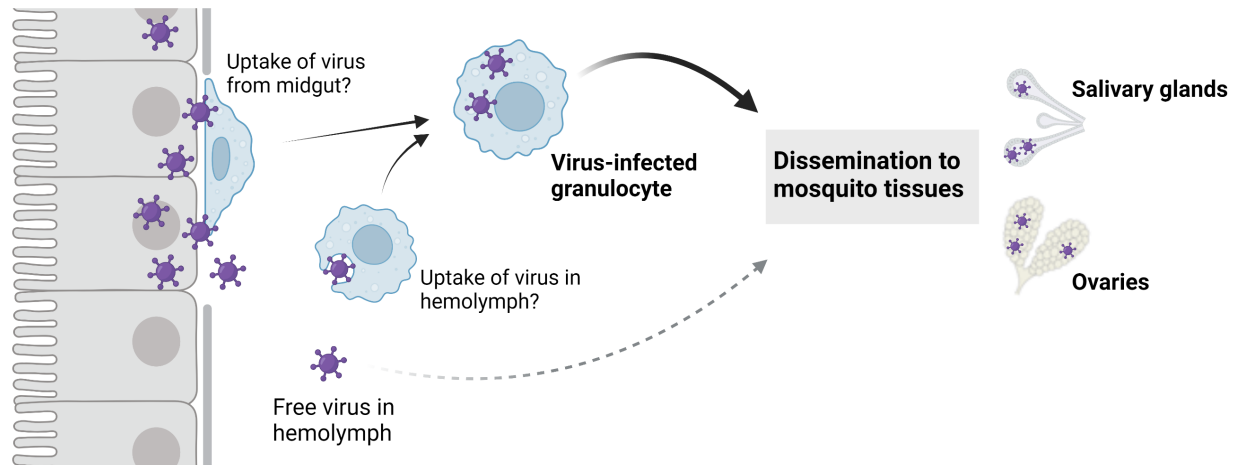 Uptake of virus
from midgut?
Virus-infected
granulocyte
Uptake of virus in
hemolymph?
Free virus in
hemolymph
Dissemination to
mosquito tissues
Salivary glands
Ovaries